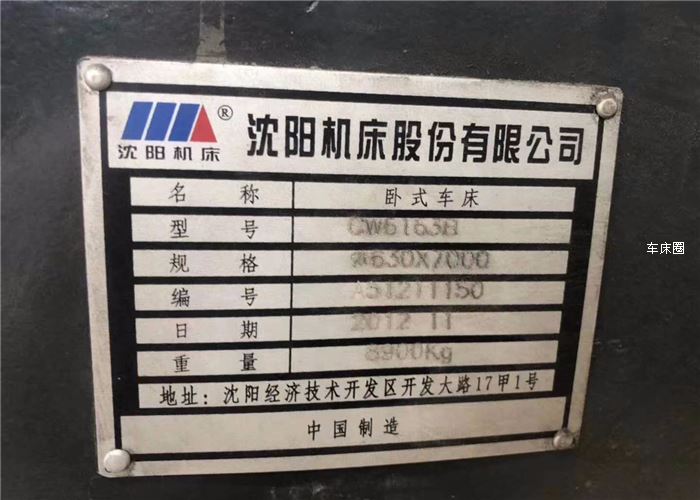 沈阳机床® 沈阳机床股份有限公司
名称 卧式车床
型号 CW6163B
规格 φ630X7000
编号 A51211150
日期 2012 11
重量 8900Kg
地址: 沈阳经济技术开发区开发大路17甲1号
中国制造
车床圈